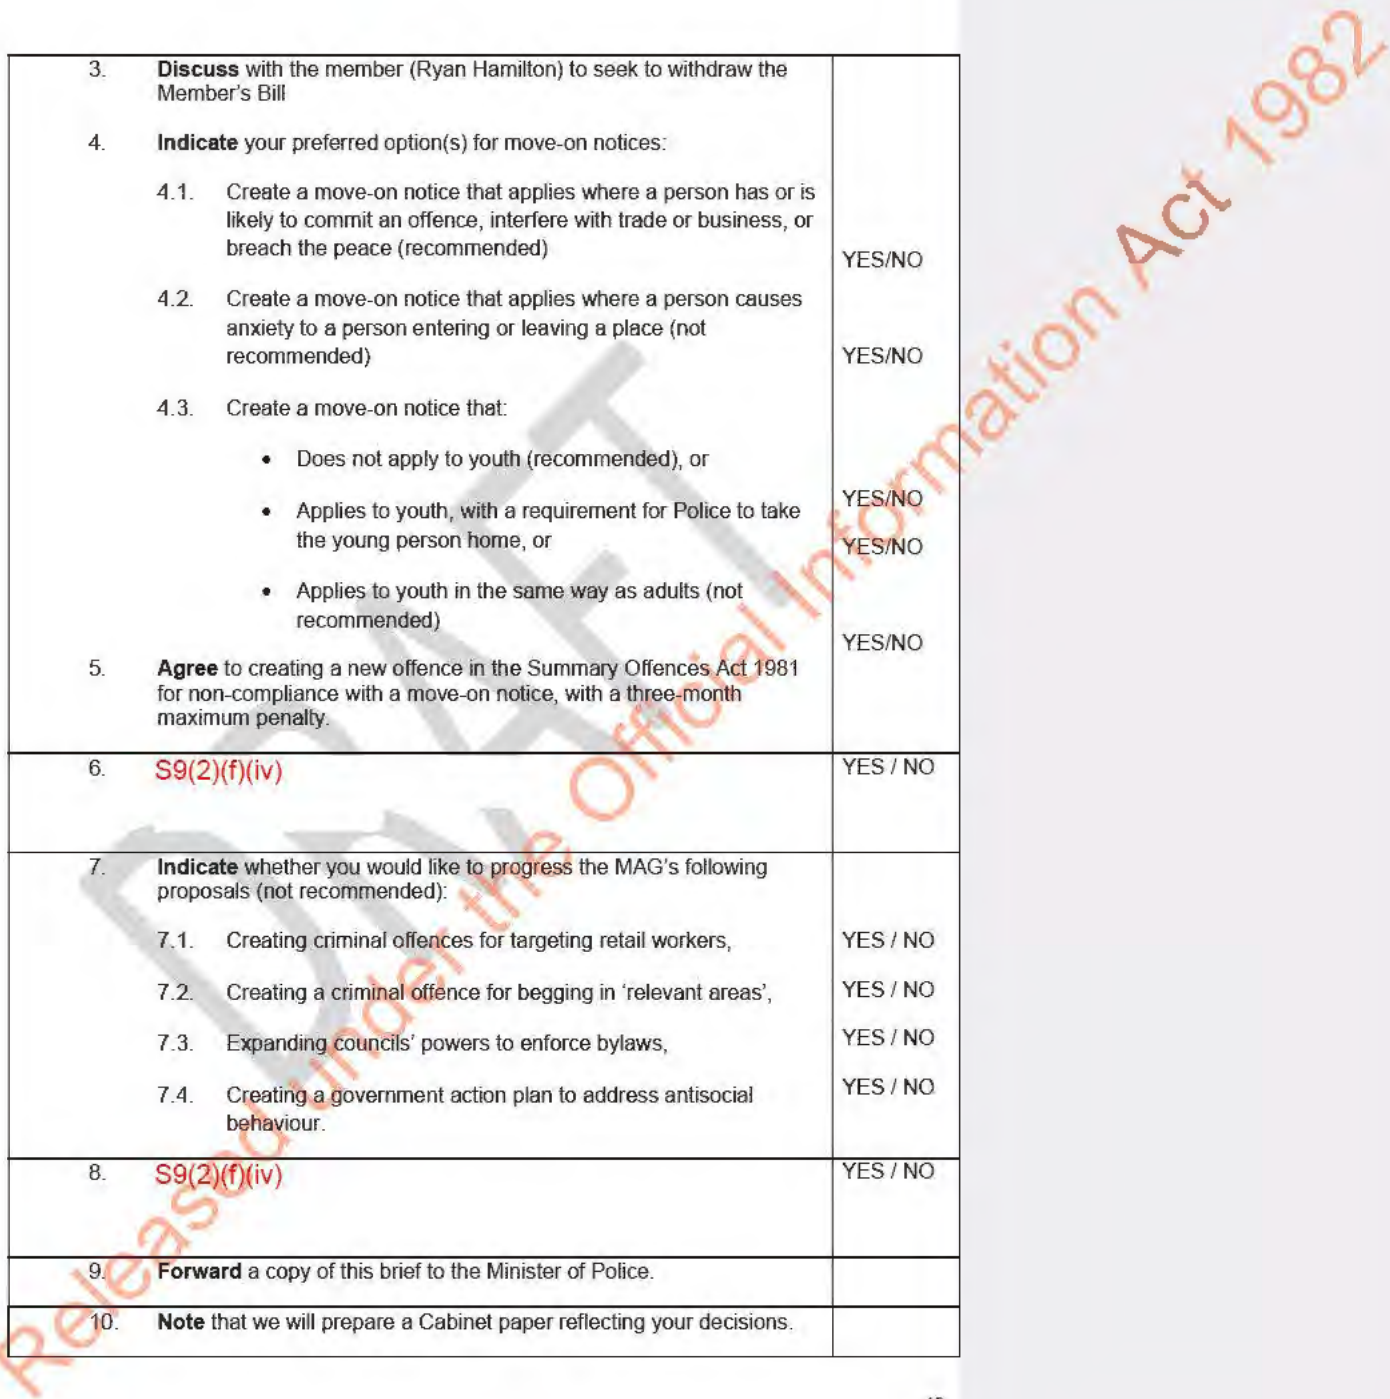 3. Discuss with the member (Ryan Hamilton) to seek to withdraw the
Member's Bill
4. Indicate your preferred option(s) for move-on notices:
4.1. Create a move-on notice that applies where a person has or is
likely to commit an offence, interfere with trade or business, or
breach the peace (recommended)
YES/NO
4.2. Create a move-on notice that applies where a person causes
anxiety to a person entering or leaving a place (not
recommended)
YES/NO
4.3. Create a move-on notice that:
• Does not apply to youth (recommended), or
YES/NO
• Applies to youth, with a requirement for Police to take
the young person home, or
YES/NO
• Applies to youth in the same way as adults (not
recommended)
YES/NO
5. Agree to creating a new offence in the Summary Offences Act 1981
for non-compliance with a move-on notice, with a three-month
maximum penalty.
6. S9(2)(f)(iv) YES / NO
7. Indicate whether you would like to progress the MAG's following
proposals (not recommended):
7.1. Creating criminal offences for targeting retail workers, YES / NO
7.2. Creating a criminal offence for begging in 'relevant areas', YES / NO
7.3. Expanding councils' powers to enforce bylaws, YES / NO
7.4. Creating a government action plan to address antisocial YES / NO
behaviour.
8. S9(2)(f)(iv) YES / NO
9. Forward a copy of this brief to the Minister of Police.
10. Note that we will prepare a Cabinet paper reflecting your decisions.
DRAFT
Released under the Official Information Act 1982